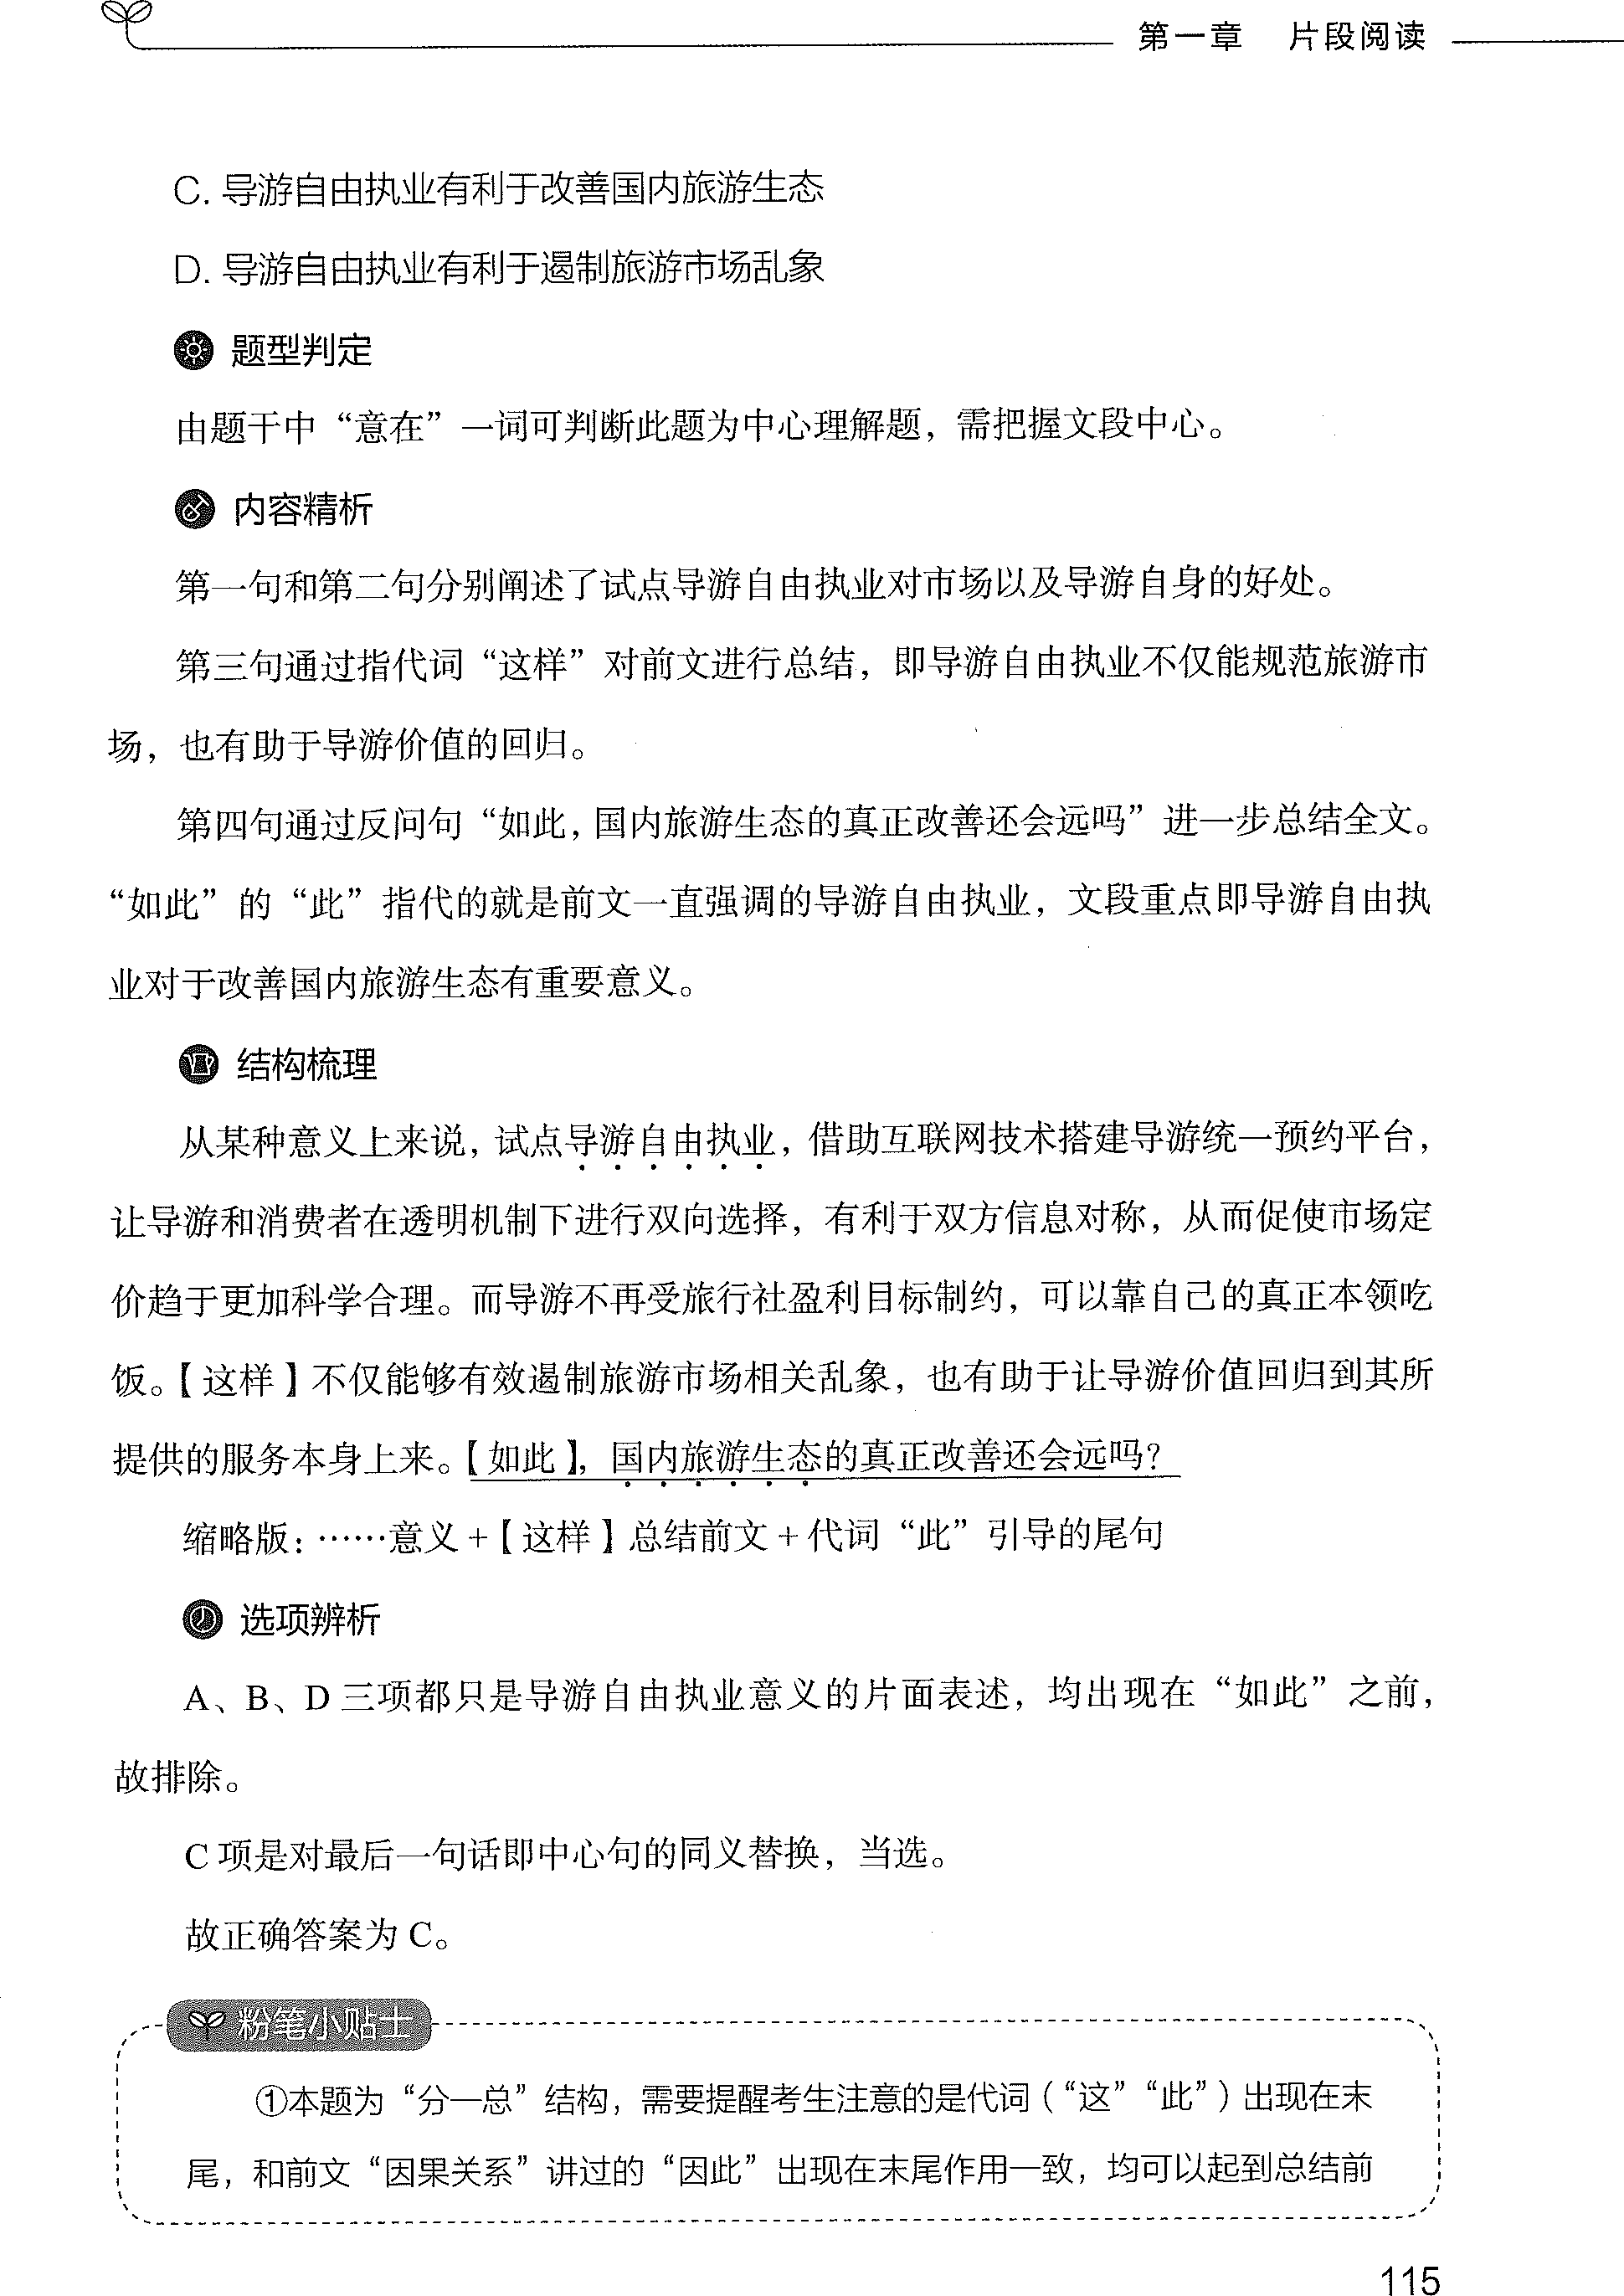 第一章 片段阅读
C. 导游自由执业有利于改善国内旅游生态
D. 导游自由执业有利于遏制旅游市场乱象
题型判定
由题干中“意在”一词可判断此题为中心理解题，需把握文段中心。
内容精析
第一句和第二句分别阐述了试点导游自由执业对市场以及导游自身的好处。
第三句通过指代词“这样”对前文进行总结，即导游自由执业不仅能规范旅游市
场，也有助于导游价值的回归。
第四句通过反问句“如此，国内旅游生态的真正改善还会远吗”进一步总结全文。
“如此”的“此”指代的就是前文一直强调的导游自由执业，文段重点即导游自由执
业对于改善国内旅游生态有重要意义。
结构梳理
从某种意义上来说，试点导游自由执业，借助互联网技术搭建导游统一预约平台，
让导游和消费者在透明机制下进行双向选择，有利于双方信息对称，从而促使市场定
价趋于更加科学合理。而导游不再受旅行社盈利目标制约，可以靠自己的真正本领吃
饭。【这样】不仅能够有效遏制旅游市场相关乱象，也有助于让导游价值回归到其所
提供的服务本身上来。【如此】，国内旅游生态的真正改善还会远吗？
缩略版：……意义+【这样】总结前文+代词“此”引导的尾句
选项辨析
A、B、D三项都只是导游自由执业意义的片面表述，均出现在“如此”之前，
故排除。
C项是对最后一句话即中心句的同义替换，当选。
故正确答案为C。
粉笔小贴士
①本题为“分—总”结构，需要提醒考生注意的是代词（“这”“此”）出现在末
尾，和前文“因果关系”讲过的“因此”出现在末尾作用一致，均可以起到总结前
115